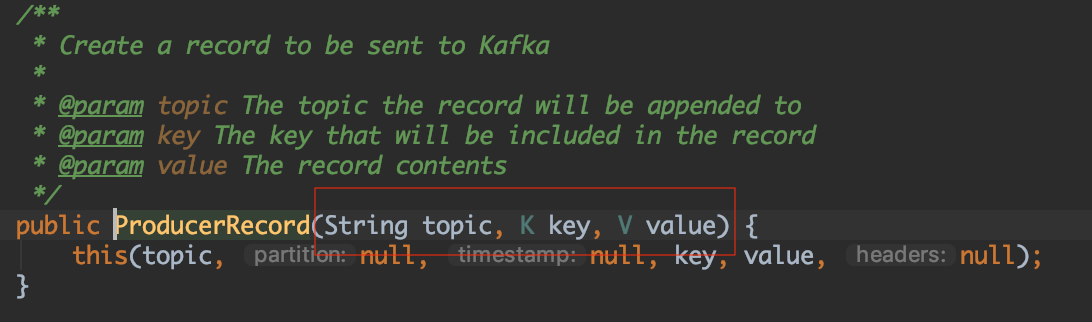 /**
* Create a record to be sent to Kafka
*
* @param topic The topic the record will be appended to
* @param key The key that will be included in the record
* @param value The record contents
*/
public ProducerRecord(String topic, K key, V value) {
this(topic, partition: null, timestamp: null, key, value, headers: null);
}